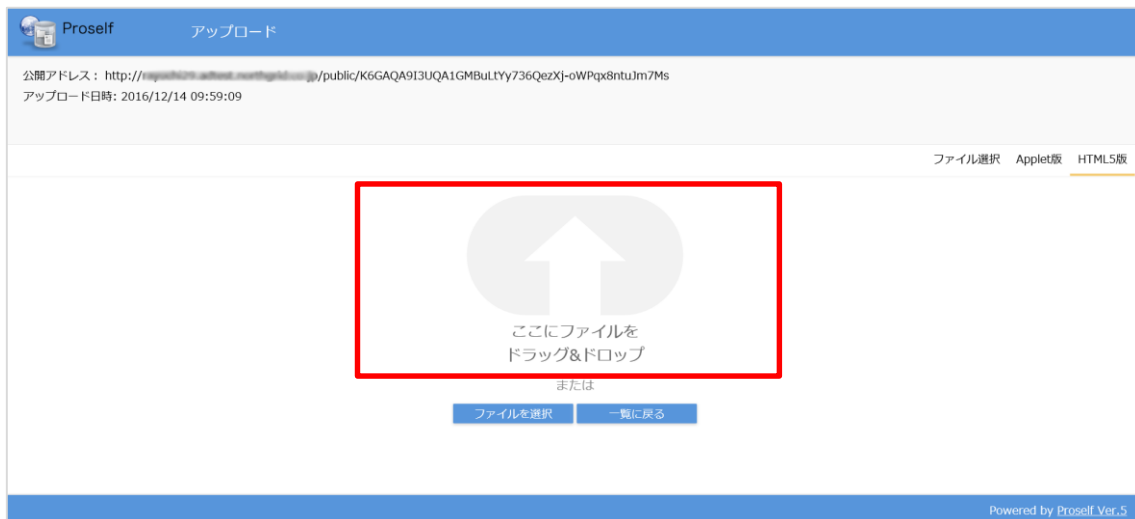 Proself
アップロード
公開アドレス： http:// /public/K6GAQA9I3UQA1GMBuLtYy736QezXj-oWPqx8ntuJm7Ms
アップロード日時: 2016/12/14 09:59:09
ファイル選択 Applet版 HTML5版
ここにファイルを
ドラッグ&ドロップ
または
ファイルを選択 一覧に戻る
Powered by Proself Ver.5